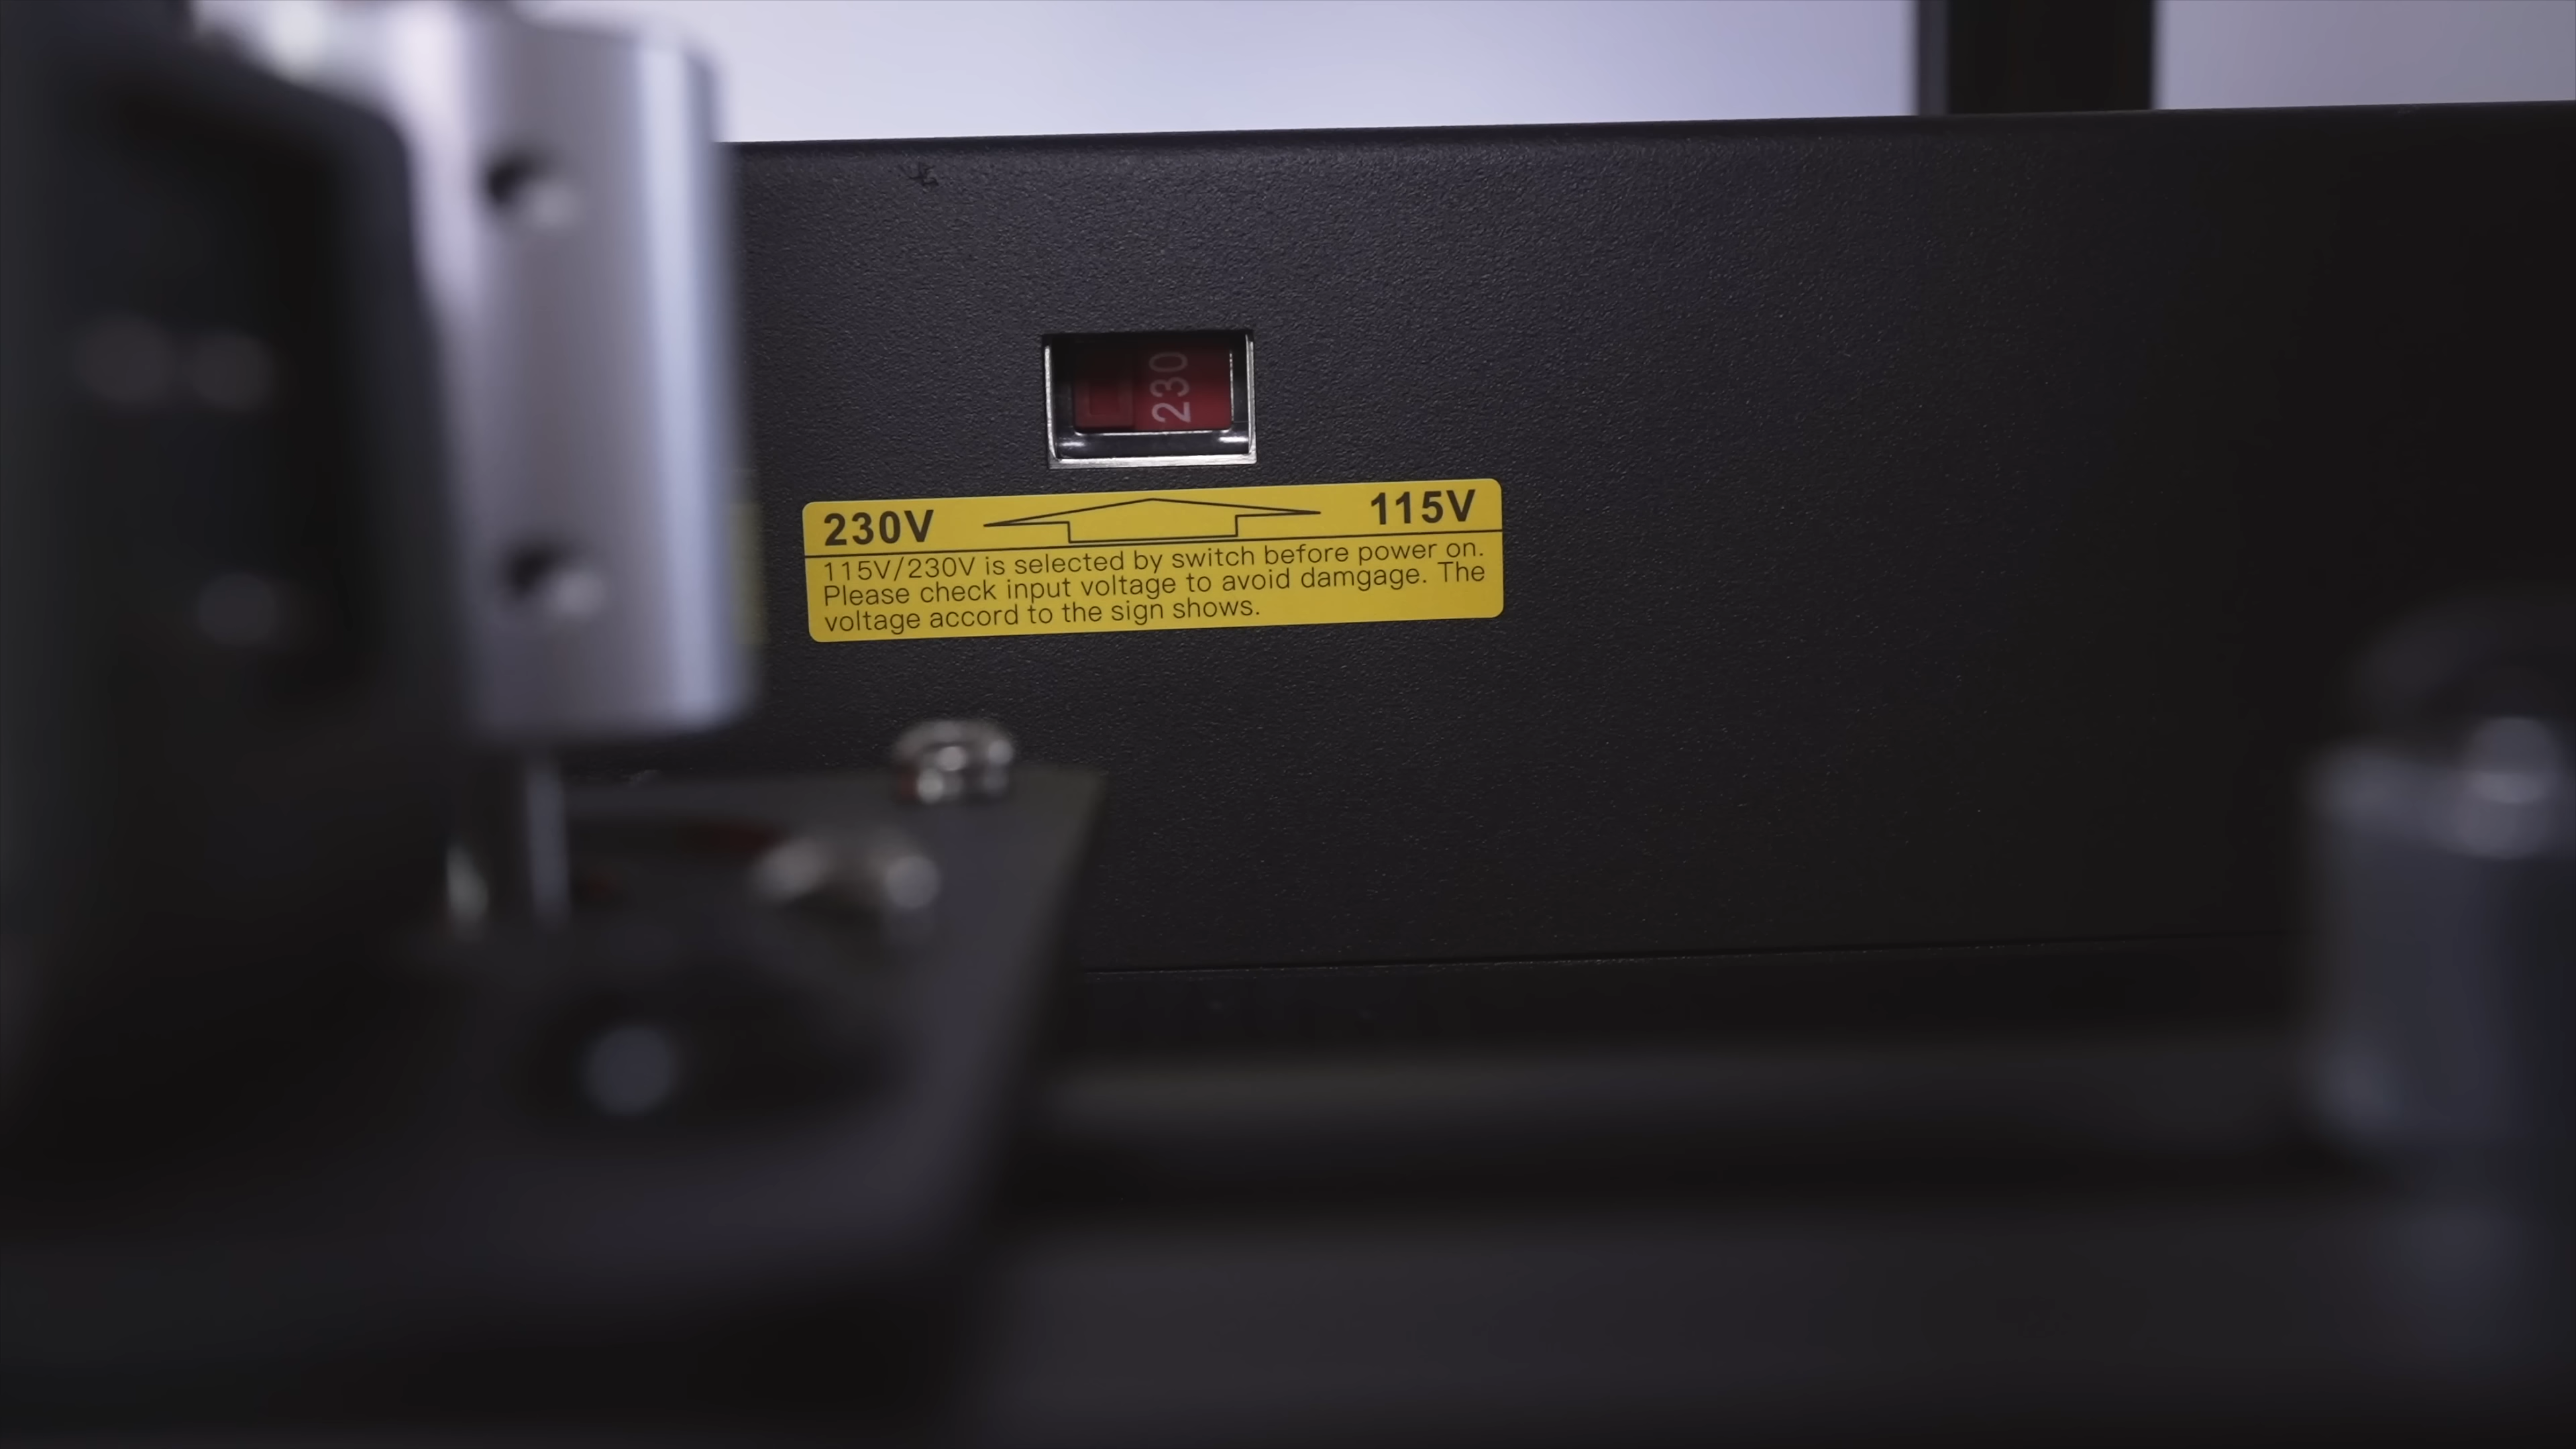 230
230V 115V
115V/230V is selected by switch before power on.
Please check input voltage to avoid damgage. The
voltage accord to the sign shows.